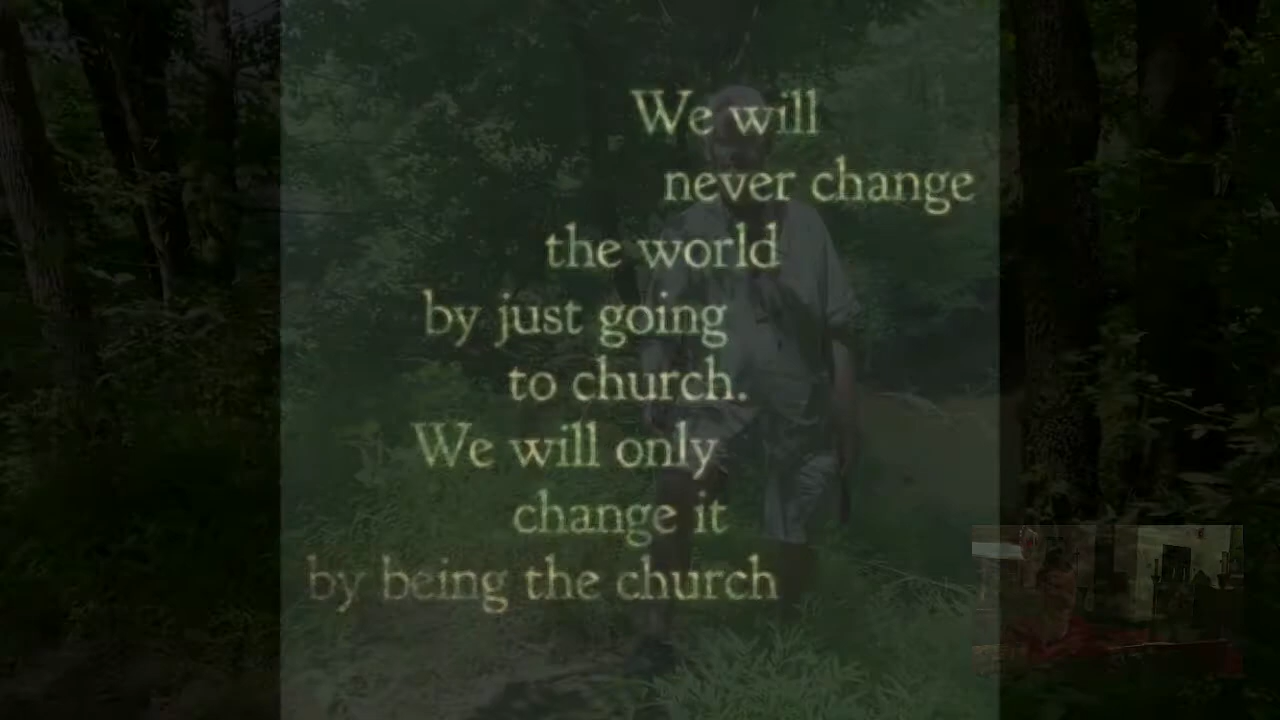 We will
never change
the world
by just going
to church.
We will only
change it
by being the church